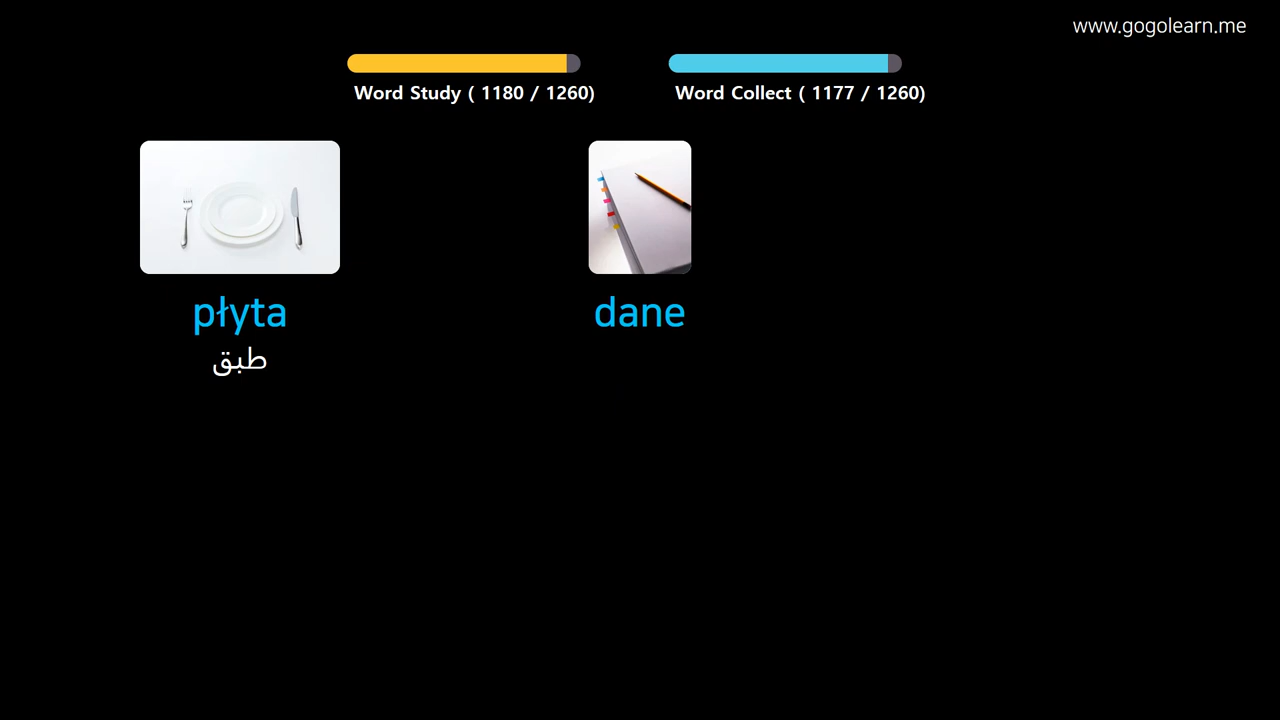 www.gogolearn.me
Word Study ( 1180 / 1260)
Word Collect ( 1177 / 1260)
płyta
dane
طبق